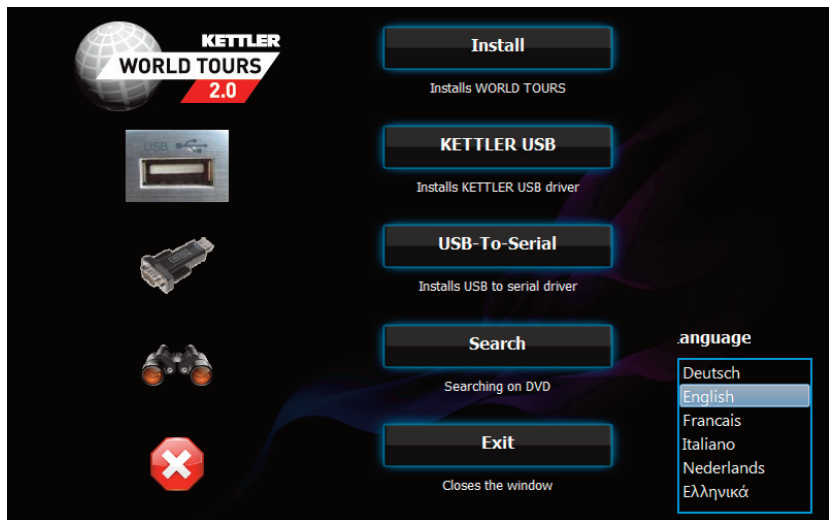 KETTLER
WORLD TOURS
2.0
Install
Installs WORLD TOURS
USB
KETTLER USB
Installs KETTLER USB driver
USB-To-Serial
Installs USB to serial driver
Search
Searching on DVD
Exit
Closes the window
anguage
Deutsch
English
Francais
Italiano
Nederlands
Ελληνικά